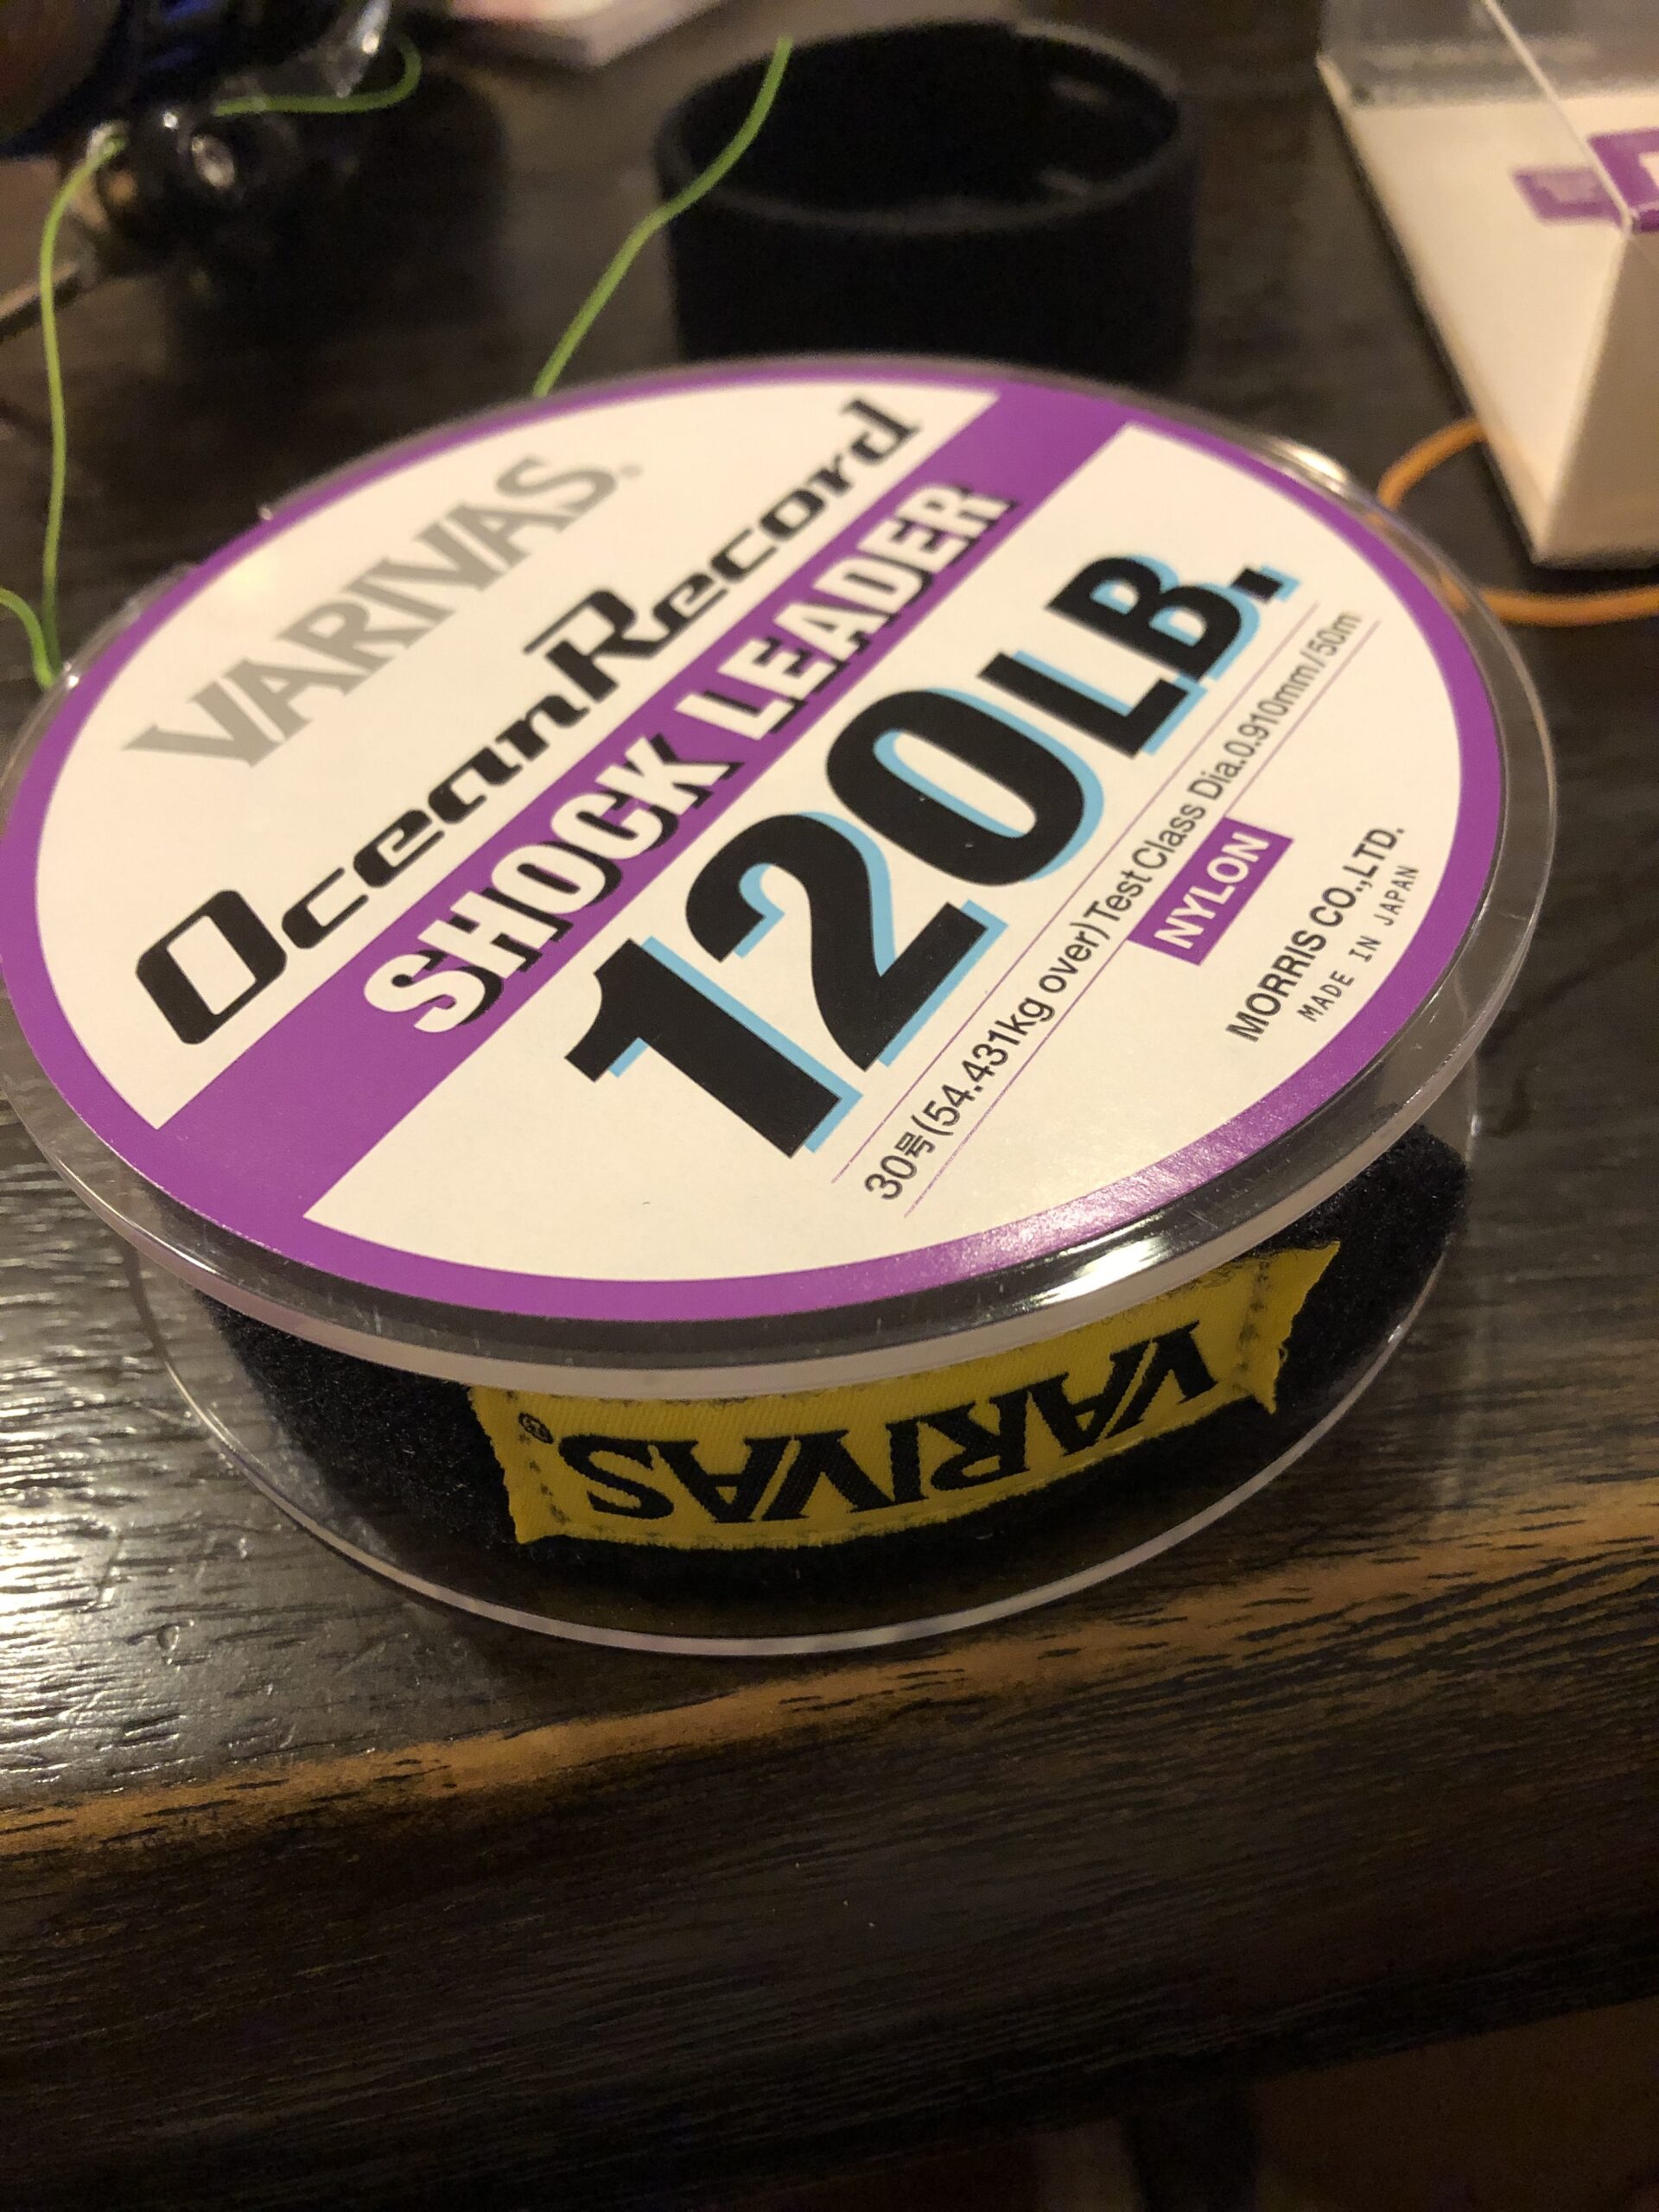 VARIVAS®
OceanRecord
SHOCK LEADER
120LB.
30号(54.431kg over) Test Class Dia.0.910mm/50m
NYLON
MORRIS CO.,LTD.
MADE IN JAPAN
VARIVAS®